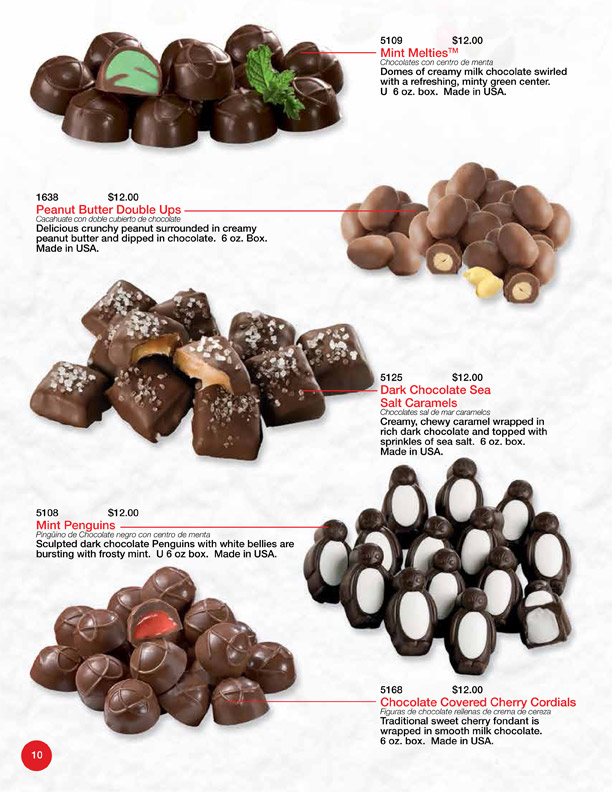 5109 $12.00
Mint Melties™
Chocolates con centro de menta
Domes of creamy milk chocolate swirled
with a refreshing, minty green center.
U 6 oz. box. Made in USA.
1638 $12.00
Peanut Butter Double Ups
Cacahuate con doble cubierto de chocolate
Delicious crunchy peanut surrounded in creamy
peanut butter and dipped in chocolate. 6 oz. Box.
Made in USA.
5125 $12.00
Dark Chocolate Sea
Salt Caramels
Chocolates sal de mar caramelos
Creamy, chewy caramel wrapped in
rich dark chocolate and topped with
sprinkles of sea salt. 6 oz. box.
Made in USA.
5108 $12.00
Mint Penguins
Pingüino de Chocolate negro con centro de menta
Sculpted dark chocolate Penguins with white bellies are
bursting with frosty mint. U 6 oz box. Made in USA.
5168 $12.00
Chocolate Covered Cherry Cordials
Figuras de chocolate rellenas de crema de cereza
Traditional sweet cherry fondant is
wrapped in smooth milk chocolate.
6 oz. box. Made in USA.
10